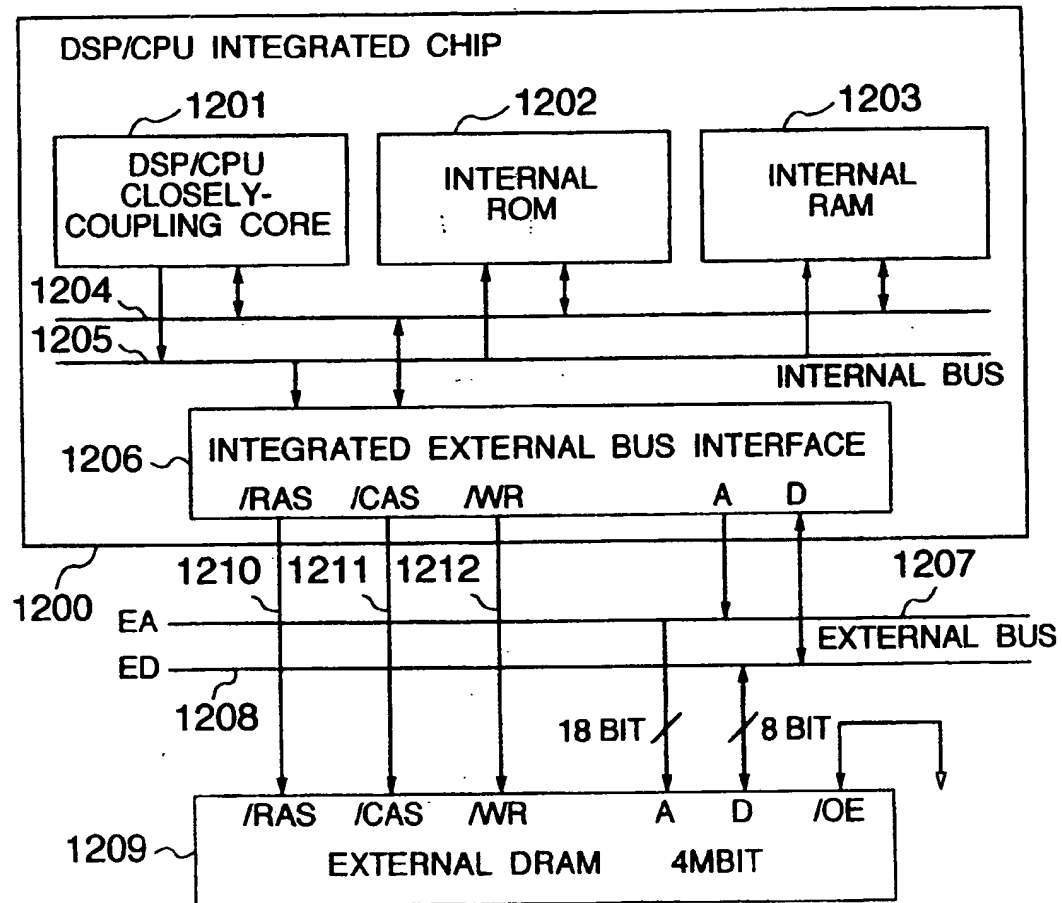 DSP/CPU INTEGRATED CHIP
1201
1202
1203
DSP/CPU
CLOSELY-
COUPLING CORE
INTERNAL
ROM
INTERNAL
RAM
1204
1205
INTERNAL BUS
1206
INTEGRATED EXTERNAL BUS INTERFACE
/RAS /CAS /WR A D
1210 1211 1212
1207
1200
EA
EXTERNAL BUS
ED
1208
18 BIT 8 BIT
/RAS /CAS /WR A D /OE
1209
EXTERNAL DRAM 4MBIT